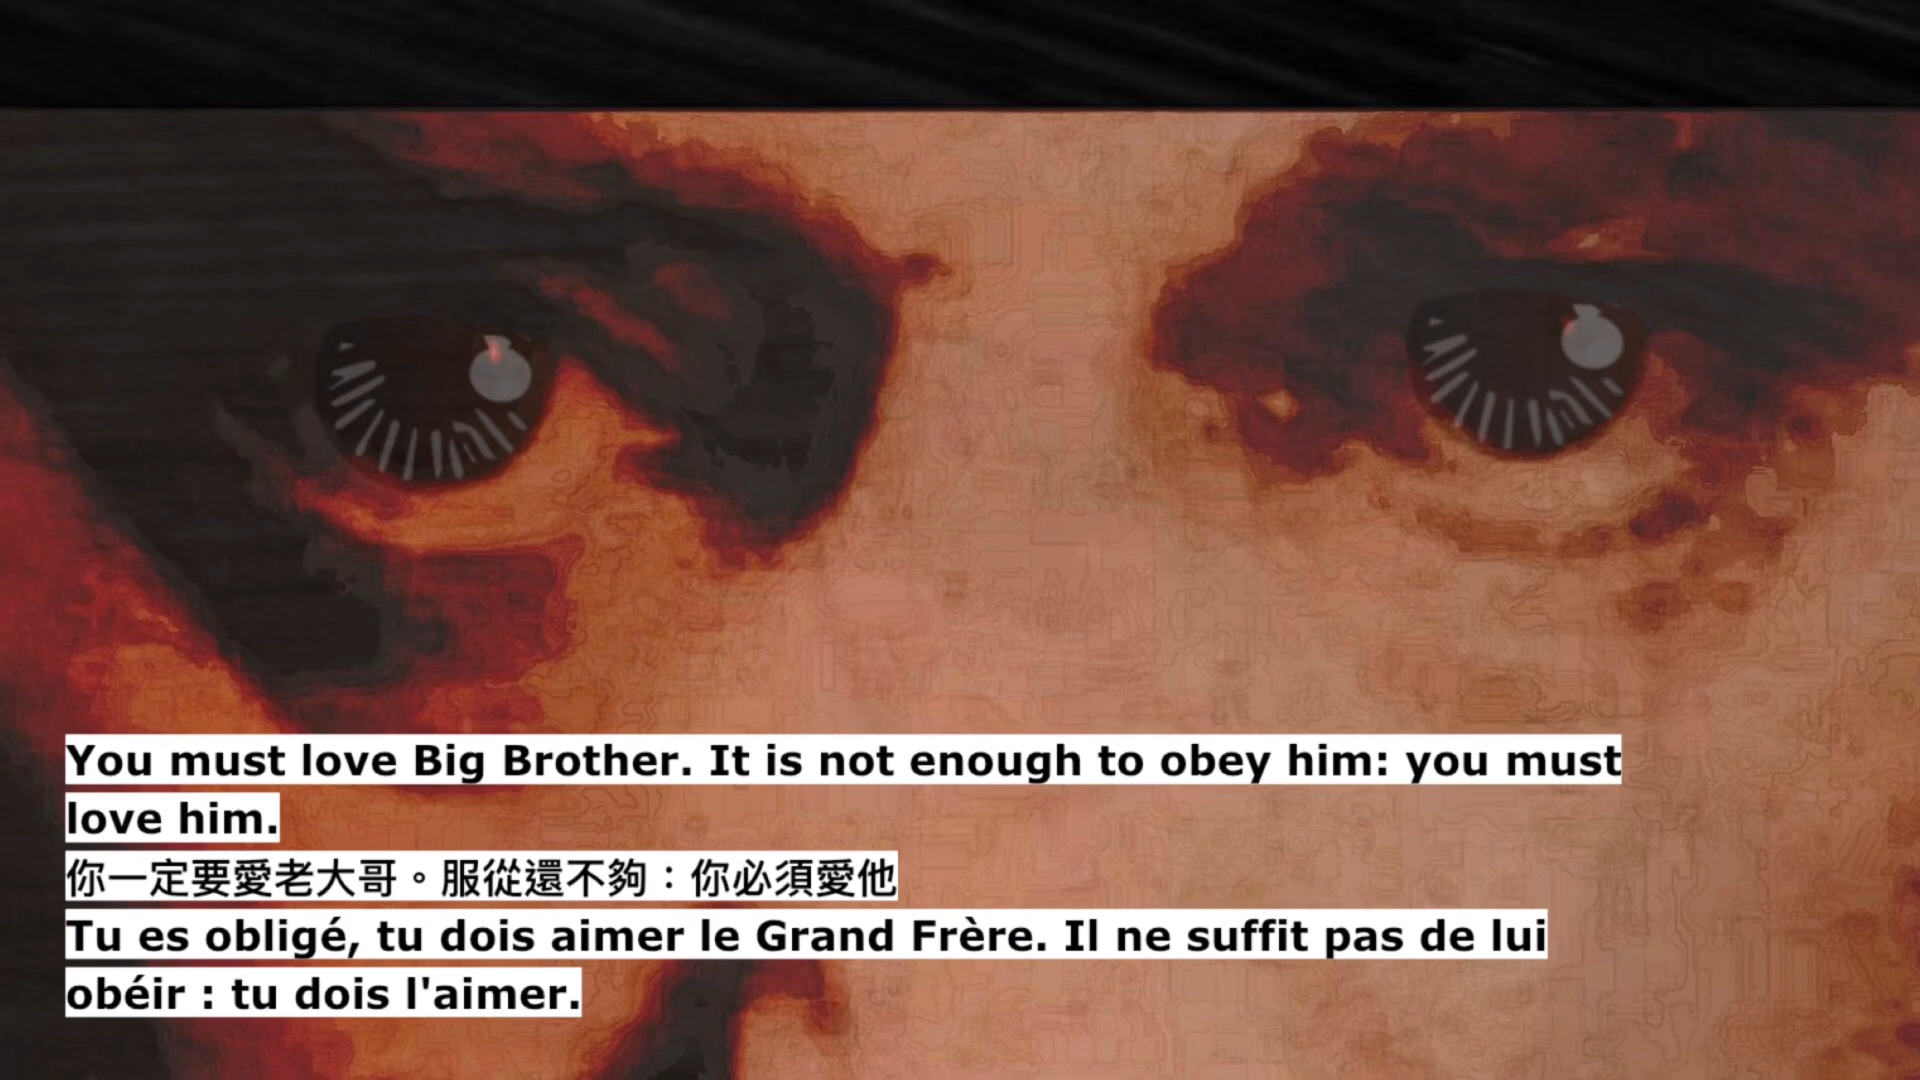 You must love Big Brother. It is not enough to obey him: you must
love him.
你一定要愛老大哥。服從還不夠：你必須愛他
Tu es obligé, tu dois aimer le Grand Frère. Il ne suffit pas de lui
obéir : tu dois l'aimer.